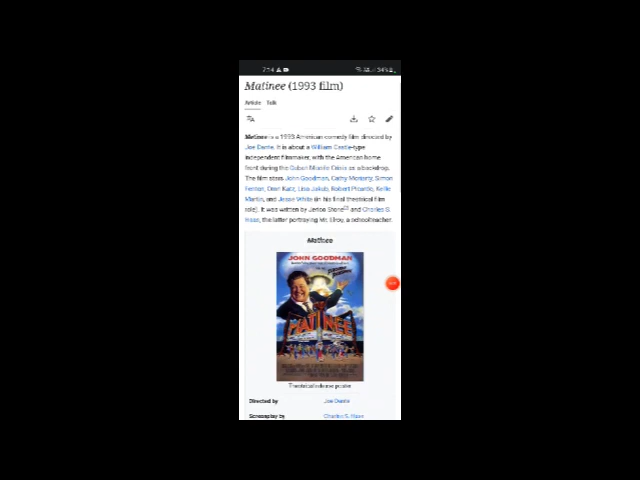 7:14
54%
Matinee (1993 film)
Article Talk
Matinee is a 1993 American comedy film directed by
Joe Dante. It is about a William Castle-type
independent filmmaker, with the American home
front during the Cuban Missile Crisis as a backdrop.
The film stars John Goodman, Cathy Moriarty, Simon
Fenton, Omri Katz, Lisa Jakub, Robert Picardo, Kellie
Martin, and Jesse White (in his final theatrical film
role). It was written by Jerico Stone and Charles S.
Haas, the latter portraying Mr. Elroy, a schoolteacher.
Matinee
JOHN GOODMAN
MATINEE
Theatrical release poster
Directed by Joe Dante
Screenplay by Charles S. Haas